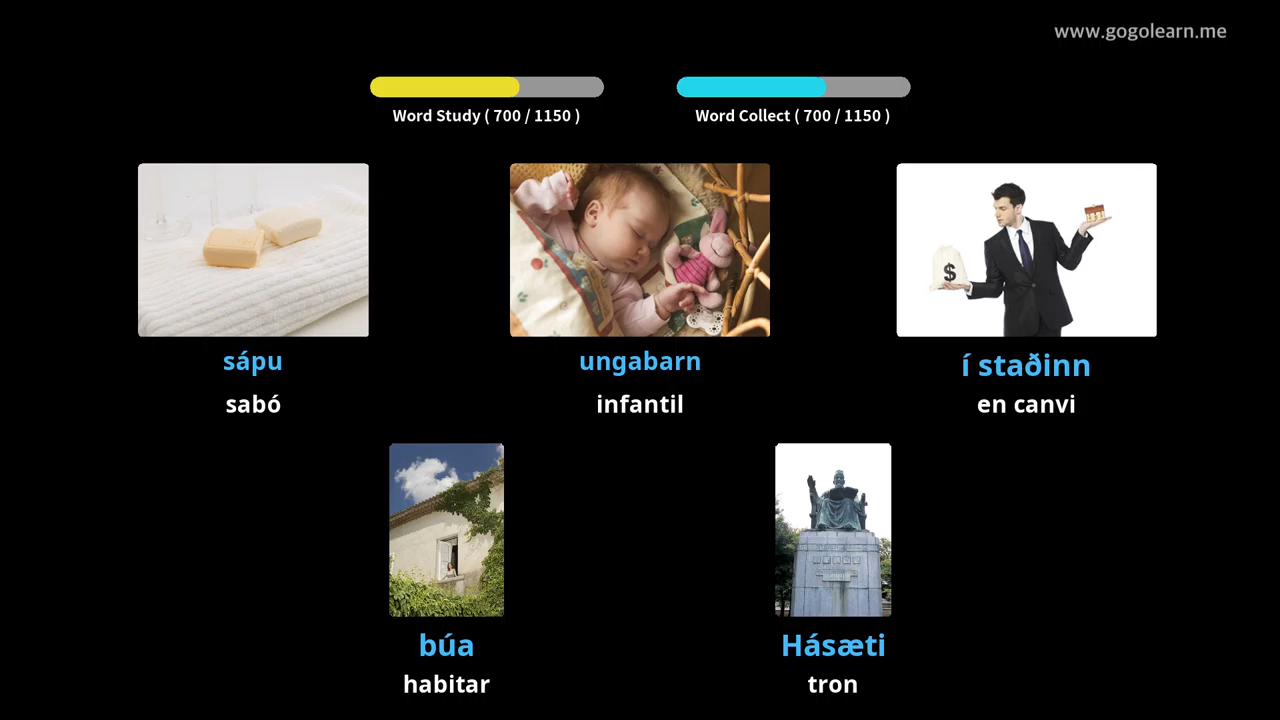 www.gogolearn.me
Word Study ( 700 / 1150 )
Word Collect ( 700 / 1150 )
$
sápu
ungabarn
í staðinn
sabó
infantil
en canvi
búa
Hásæti
habitar
tron